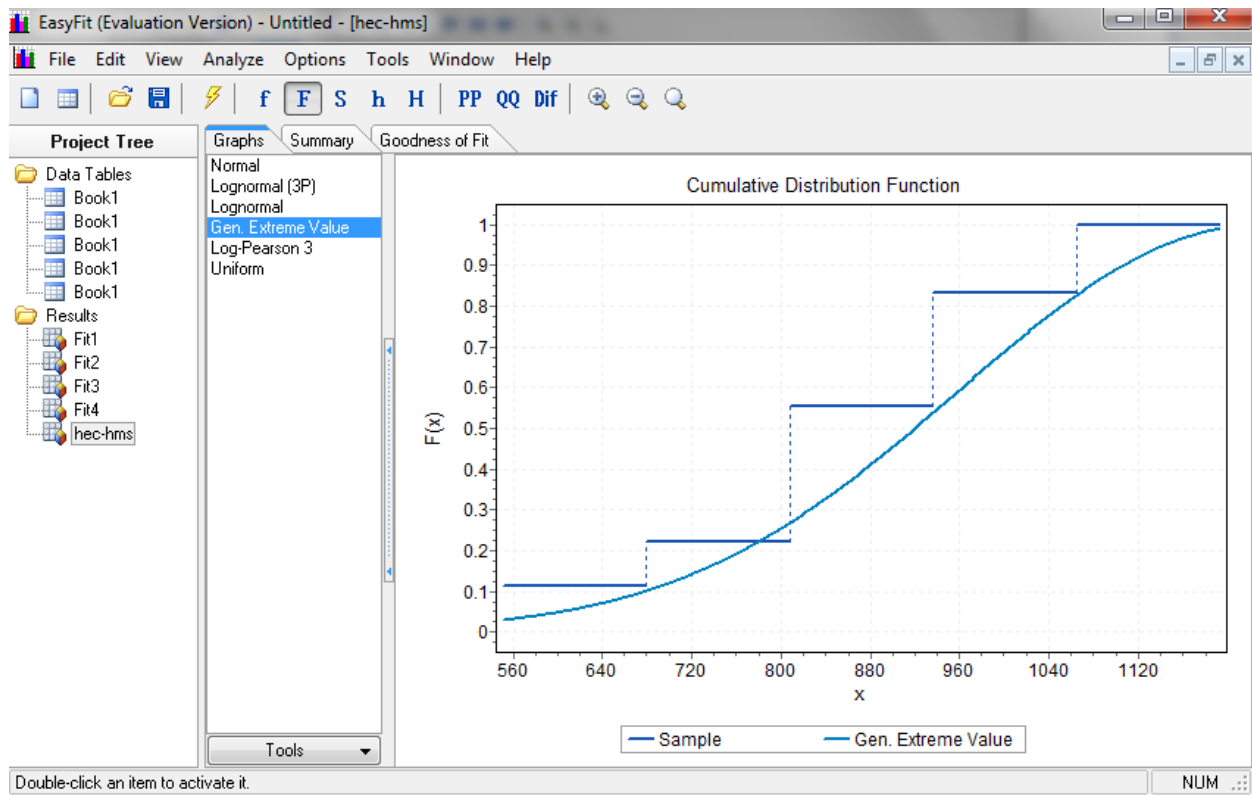 EasyFit (Evaluation Version) - Untitled - [hec-hms]
File Edit View Analyze Options Tools Window Help
f F S h H PP QQ Dif
Project Tree
Data Tables
Book1
Book1
Book1
Book1
Book1
Results
Fit1
Fit2
Fit3
Fit4
hec-hms
Graphs Summary Goodness of Fit
Normal
Lognormal (3P)
Lognormal
Gen. Extreme Value
Log-Pearson 3
Uniform
Tools
Cumulative Distribution Function
F(x)
1
0.9
0.8
0.7
0.6
0.5
0.4
0.3
0.2
0.1
0
560 640 720 800 880 960 1040 1120
x
Sample Gen. Extreme Value
Double-click an item to activate it. NUM